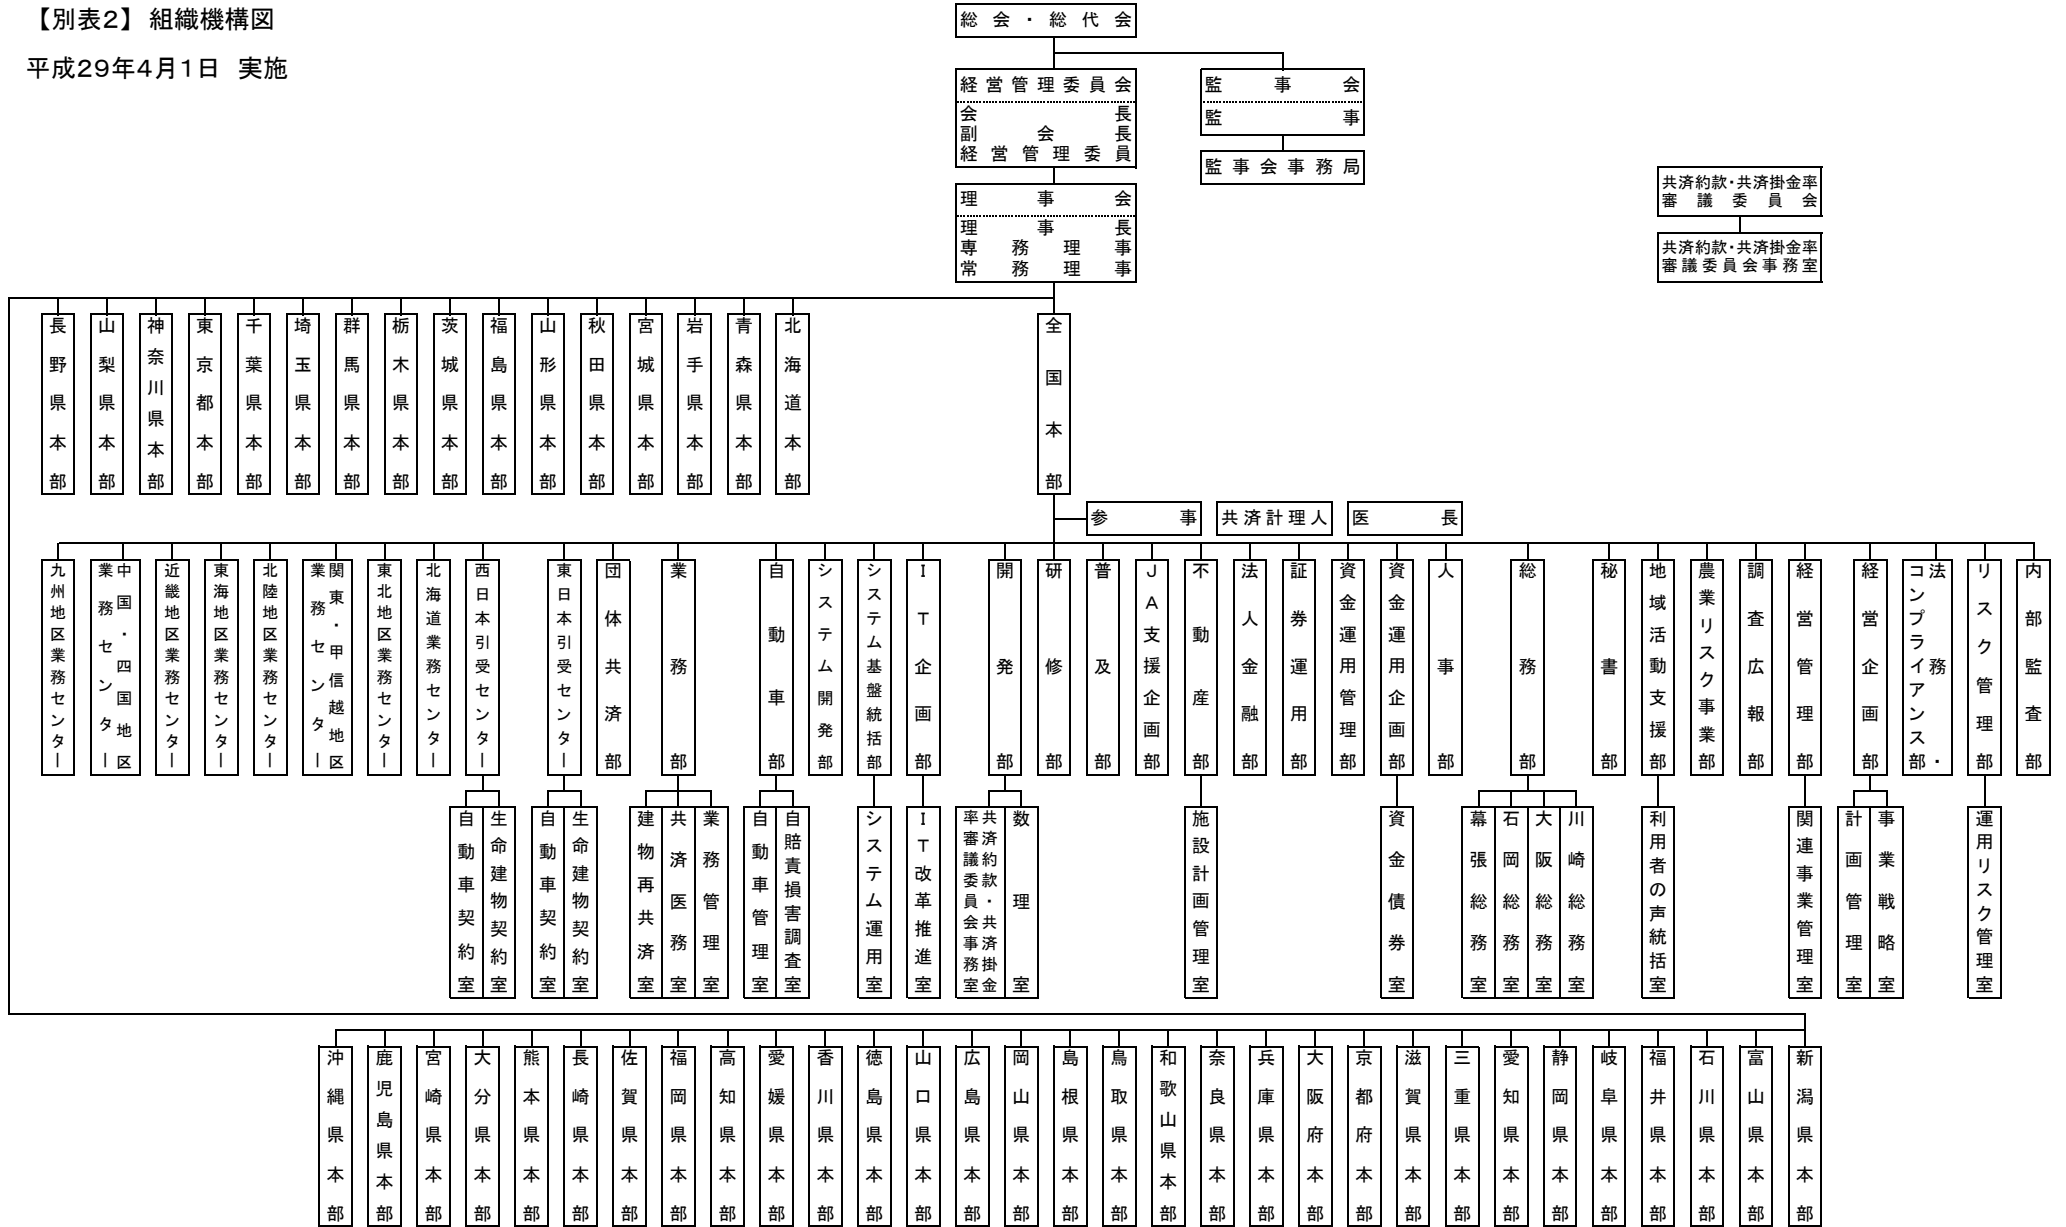 【別表２】 組織機構図
平成２９年４月１日 実施
総会・総代会
経営管理委員会
会長
副会長
経営管理委員
監事会
監事
監事会事務局
理事会
理事長
専務理事
常務理事
共済約款・共済掛金率
審議委員会
共済約款・共済掛金率
審議委員会事務室
長野県本部
山梨県本部
神奈川県本部
東京都本部
千葉県本部
埼玉県本部
群馬県本部
栃木県本部
茨城県本部
福島県本部
山形県本部
秋田県本部
宮城県本部
岩手県本部
青森県本部
北海道本部
全国本部
参事
共済計理人
医長
九州地区業務センター
中国・四国地区
業務センター
近畿地区業務センター
東海地区業務センター
北陸地区業務センター
関東・甲信越地区
業務センター
東北地区業務センター
北海道業務センター
西日本引受センター
東日本引受センター
団体共済部
業務部
自動車部
システム開発部
システム基盤統括部
ＩＴ企画部
開発部
研修部
普及部
ＪＡ支援企画部
不動産部
法人金融部
証券運用部
資金運用管理部
資金運用企画部
人事部
総務部
秘書部
地域活動支援部
農業リスク事業部
調査広報部
経営管理部
経営企画部
法務・
コンプライアンス部
リスク管理部
内部監査部
自動車契約室
生命建物契約室
自動車契約室
生命建物契約室
建物再共済室
共済医務室
業務管理室
自動車管理室
自賠責損害調査室
システム運用室
ＩＴ改革推進室
共済約款・共済掛金
率審議委員会事務室
数理室
施設計画管理室
資金債券室
幕張総務室
石岡総務室
大阪総務室
川崎総務室
利用者の声統括室
関連事業管理室
計画管理室
事業戦略室
運用リスク管理室
沖縄県本部
鹿児島県本部
宮崎県本部
大分県本部
熊本県本部
長崎県本部
佐賀県本部
福岡県本部
高知県本部
愛媛県本部
香川県本部
徳島県本部
山口県本部
広島県本部
岡山県本部
島根県本部
鳥取県本部
和歌山県本部
奈良県本部
兵庫県本部
大阪府本部
京都府本部
滋賀県本部
三重県本部
愛知県本部
静岡県本部
岐阜県本部
福井県本部
石川県本部
富山県本部
新潟県本部